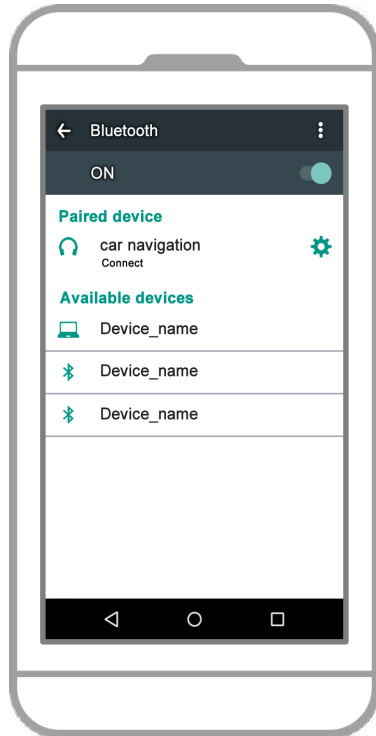 Bluetooth
ON
Paired device
car navigation
Connect
Available devices
Device_name
Device_name
Device_name